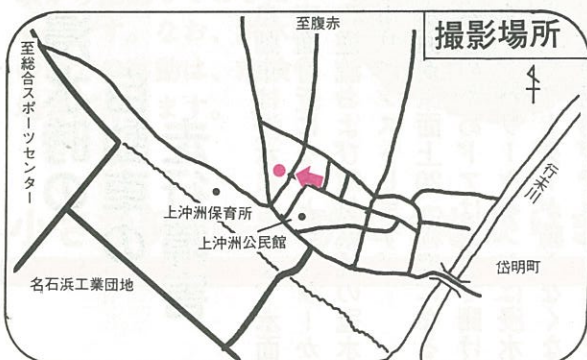 撮影場所
至腹赤
至総合スポーツセンター
行末川
上沖洲保育所
上沖洲公民館
岱明町
名石浜工業団地